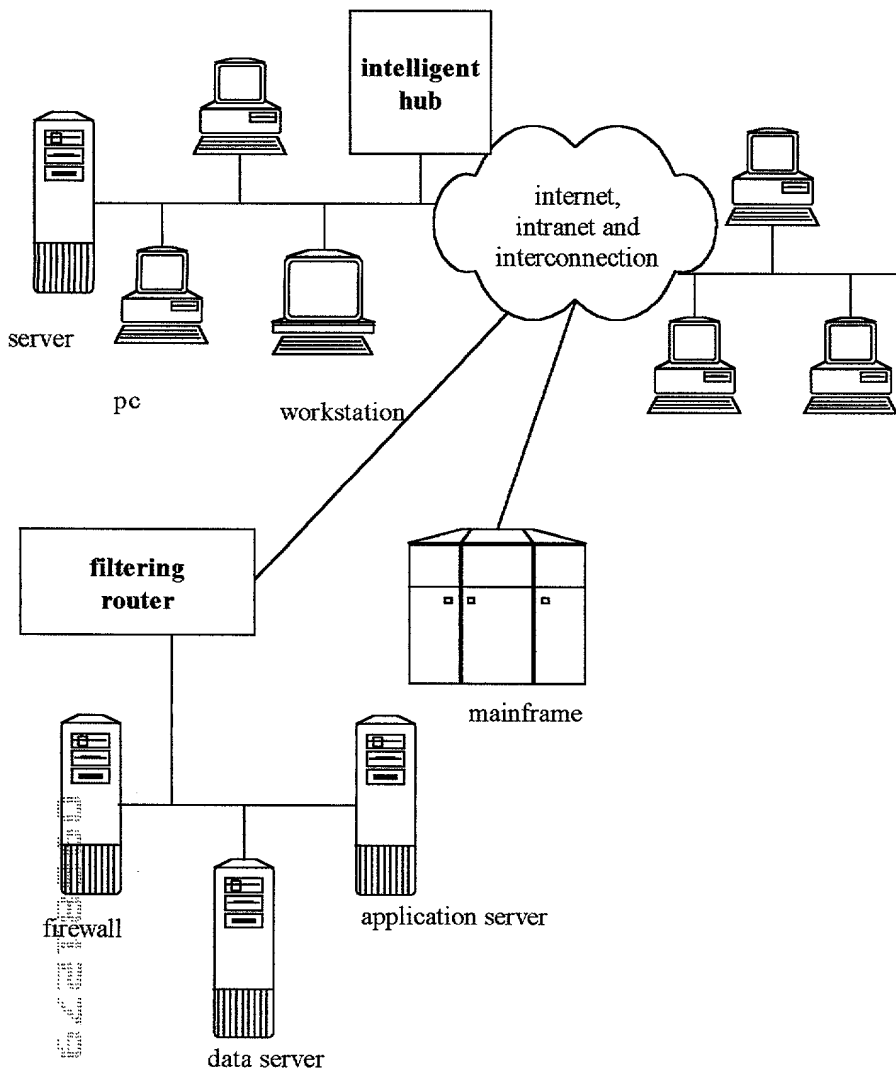 intelligent
hub
internet,
intranet and
interconnection
server
pc
workstation
filtering
router
mainframe
firewall
application server
data server